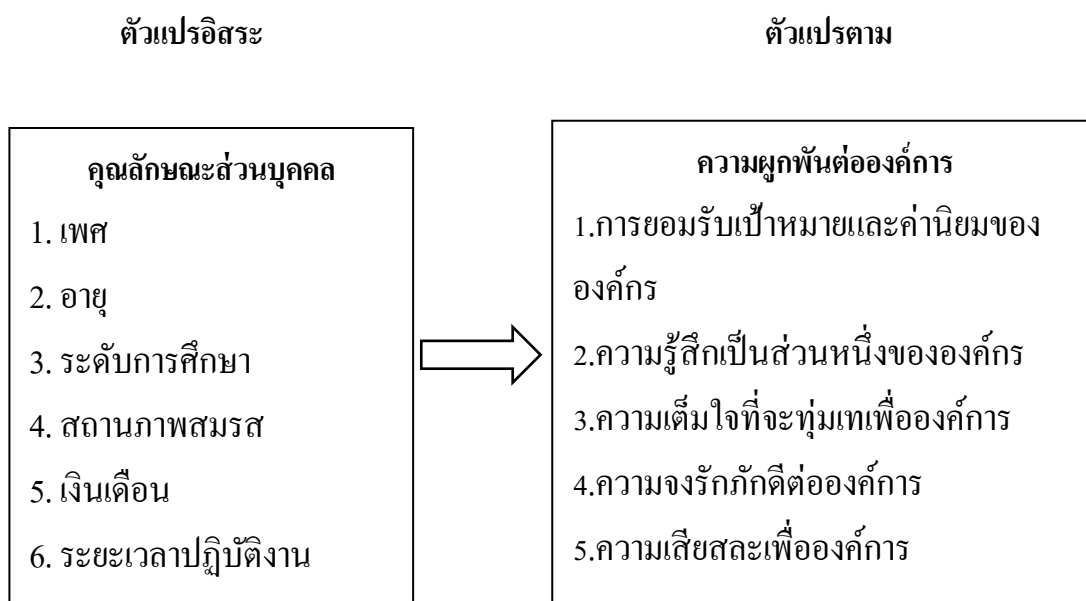 ตัวแปรอิสระ
ตัวแปรตาม
คุณลักษณะส่วนบุคคล
1. เพศ
2. อายุ
3. ระดับการศึกษา
4. สถานภาพสมรส
5. เงินเดือน
6. ระยะเวลาปฏิบัติงาน
ความผูกพันต่อองค์การ
1.การยอมรับเป้าหมายและค่านิยมของ
องค์กร
2.ความรู้สึกเป็นส่วนหนึ่งขององค์กร
3.ความเต็มใจที่จะทุ่มเทเพื่อองค์การ
4.ความจงรักภักดีต่อองค์การ
5.ความเสียสละเพื่อองค์การ